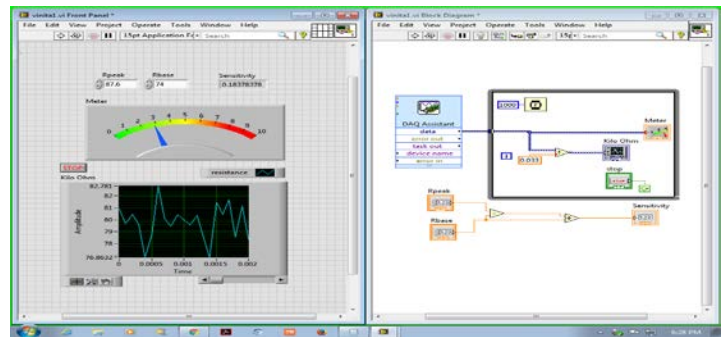 vinita1.vi Front Panel *
File Edit View Project Operate Tools Window Help
15pt Application Fo
Search
Rpeak Rbase Sensitivity
87.6 74 0.18378378
Meter
0 1 2 3 4 5 6 7 8 9 10
STOP
Kilo Ohm
resistance
82.781
82
81
80
79
78
76.8632
Amplitude
0 0.0005 0.001 0.0015 0.002
Time
vinita1.vi Block Diagram *
File Edit View Project Operate Tools Window Help
Search
DAQ Assistant
data
error out
task out
device name
error in
1000
Meter
Kilo Ohm
0.033
stop
Rpeak
Rbase
Sensitivity